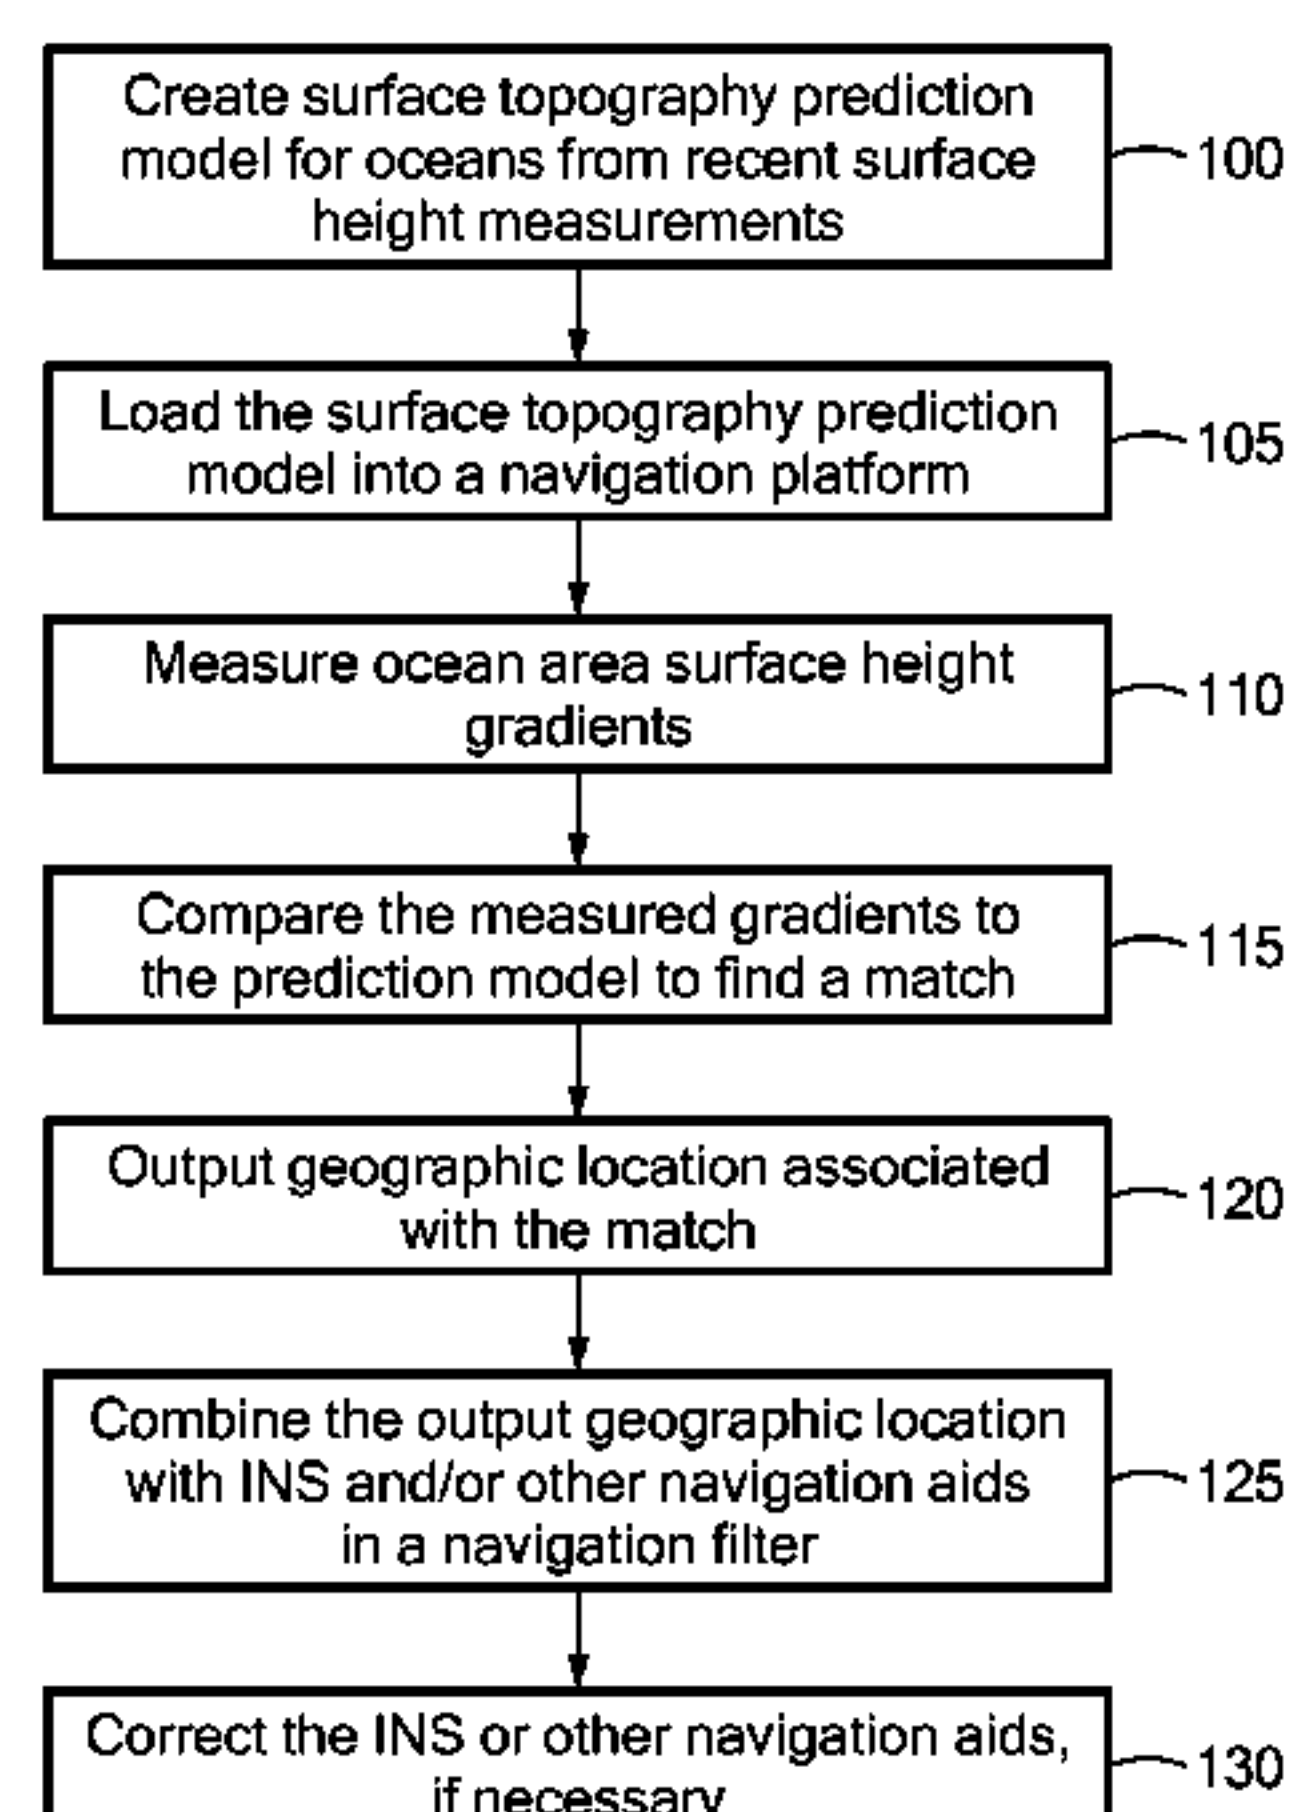 Create surface topography prediction
model for oceans from recent surface
height measurements
100
Load the surface topography prediction
model into a navigation platform
105
Measure ocean area surface height
gradients
110
Compare the measured gradients to
the prediction model to find a match
115
Output geographic location associated
with the match
120
Combine the output geographic location
with INS and/or other navigation aids
in a navigation filter
125
Correct the INS or other navigation aids,
if necessary
130